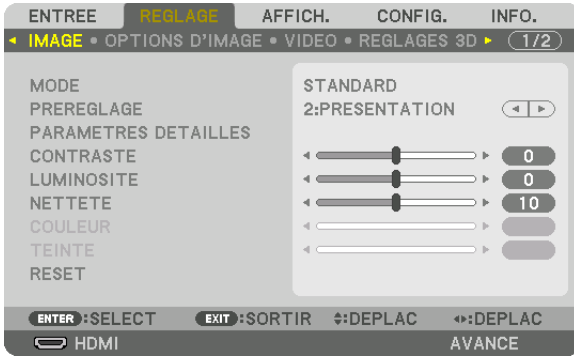 ENTREE REGLAGE AFFICH. CONFIG. INFO.
IMAGE • OPTIONS D'IMAGE • VIDEO • REGLAGES 3D 1/2
MODE STANDARD
PREREGLAGE 2:PRESENTATION
PARAMETRES DETAILLES
CONTRASTE 0
LUMINOSITE 0
NETTETE 10
COULEUR
TEINTE
RESET
ENTER :SELECT EXIT :SORTIR :DEPLAC :DEPLAC
HDMI AVANCE